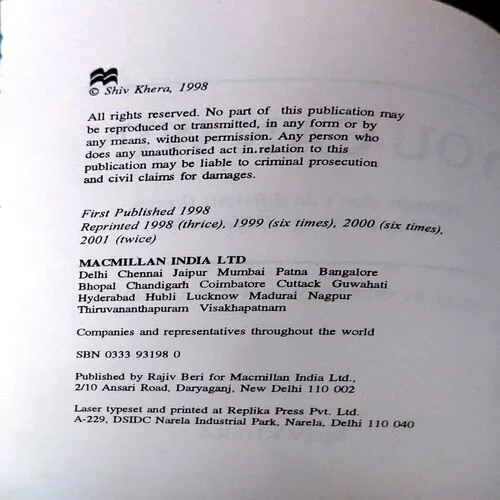 © Shiv Khera, 1998
All rights reserved. No part of this publication may
be reproduced or transmitted, in any form or by
any means, without permission. Any person who
does any unauthorised act in.relation to this
publication may be liable to criminal prosecution
and civil claims for damages.
First Published 1998
Reprinted 1998 (thrice), 1999 (six times), 2000 (six times),
2001 (twice)
MACMILLAN INDIA LTD
Delhi Chennai Jaipur Mumbai Patna Bangalore
Bhopal Chandigarh Coimbatore Cuttack Guwahati
Hyderabad Hubli Lucknow Madurai Nagpur
Thiruvananthapuram Visakhapatnam
Companies and representatives throughout the world
SBN 0333 93198 0
Published by Rajiv Beri for Macmillan India Ltd.,
2/10 Ansari Road, Daryaganj, New Delhi 110 002
Laser typeset and printed at Replika Press Pvt. Ltd.
A-229, DSIDC Narela Industrial Park, Narela, Delhi 110 040